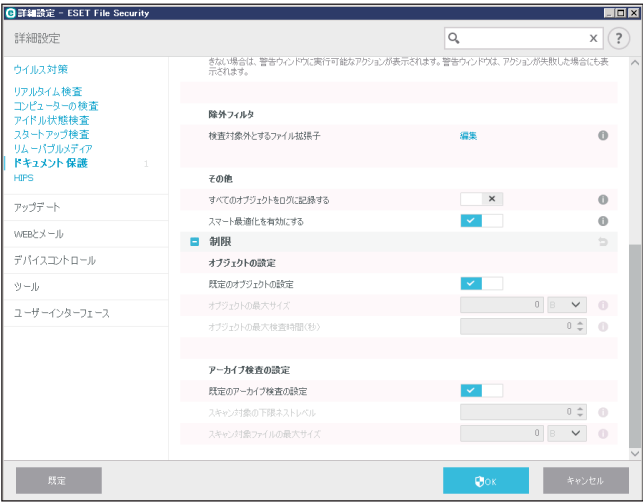 詳細設定 - ESET File Security
詳細設定
ウイルス対策
リアルタイム検査
コンピューターの検査
アイドル状態検査
スタートアップ検査
リムーバブルメディア
ドキュメント保護 1
HIPS
アップデート
WEBとメール
デバイスコントロール
ツール
ユーザーインターフェース
きない場合は、警告ウィンドウに実行可能なアクションが表示されます。警告ウィンドウは、アクションが失敗した場合にも表
示されます。
除外フィルタ
検査対象外とするファイル拡張子 編集
その他
すべてのオブジェクトをログに記録する
スマート最適化を有効にする
制限
オブジェクトの設定
既定のオブジェクトの設定
オブジェクトの最大サイズ 0 B
オブジェクトの最大検査時間(秒) 0
アーカイブ検査の設定
既定のアーカイブ検査の設定
スキャン対象の下限ネストレベル 0
スキャン対象ファイルの最大サイズ 0 B
既定 OK キャンセル